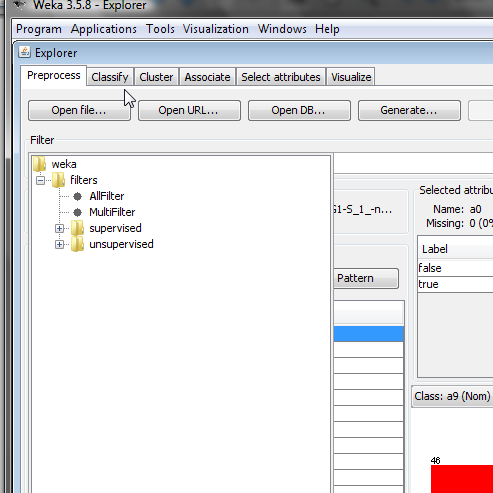 Weka 3.5.8 - Explorer
Program Applications Tools Visualization Windows Help
Explorer
Preprocess Classify Cluster Associate Select attributes Visualize
Open file... Open URL... Open DB... Generate...
Filter
weka
filters
AllFilter
MultiFilter
supervised
unsupervised
Selected attribu
61-S_1_-n...
Name: a0
Missing: 0 (0%
Pattern
Label
false
true
Class: a9 (Nom)
46